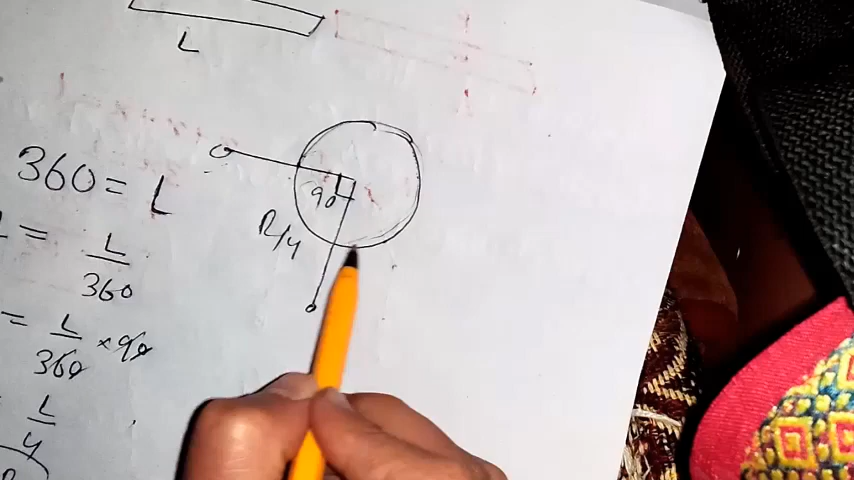 L
360 = L
= L/360
= L/360 × 90
L/4
90
R/4